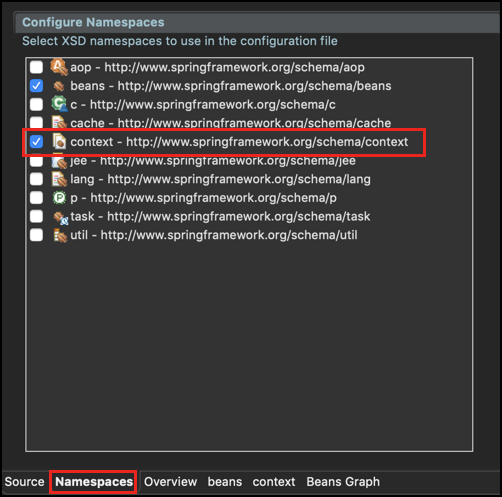 Configure Namespaces
Select XSD namespaces to use in the configuration file
aop - http://www.springframework.org/schema/aop
beans - http://www.springframework.org/schema/beans
c - http://www.springframework.org/schema/c
cache - http://www.springframework.org/schema/cache
context - http://www.springframework.org/schema/context
jee - http://www.springframework.org/schema/jee
lang - http://www.springframework.org/schema/lang
p - http://www.springframework.org/schema/p
task - http://www.springframework.org/schema/task
util - http://www.springframework.org/schema/util
Source Namespaces Overview beans context Beans Graph